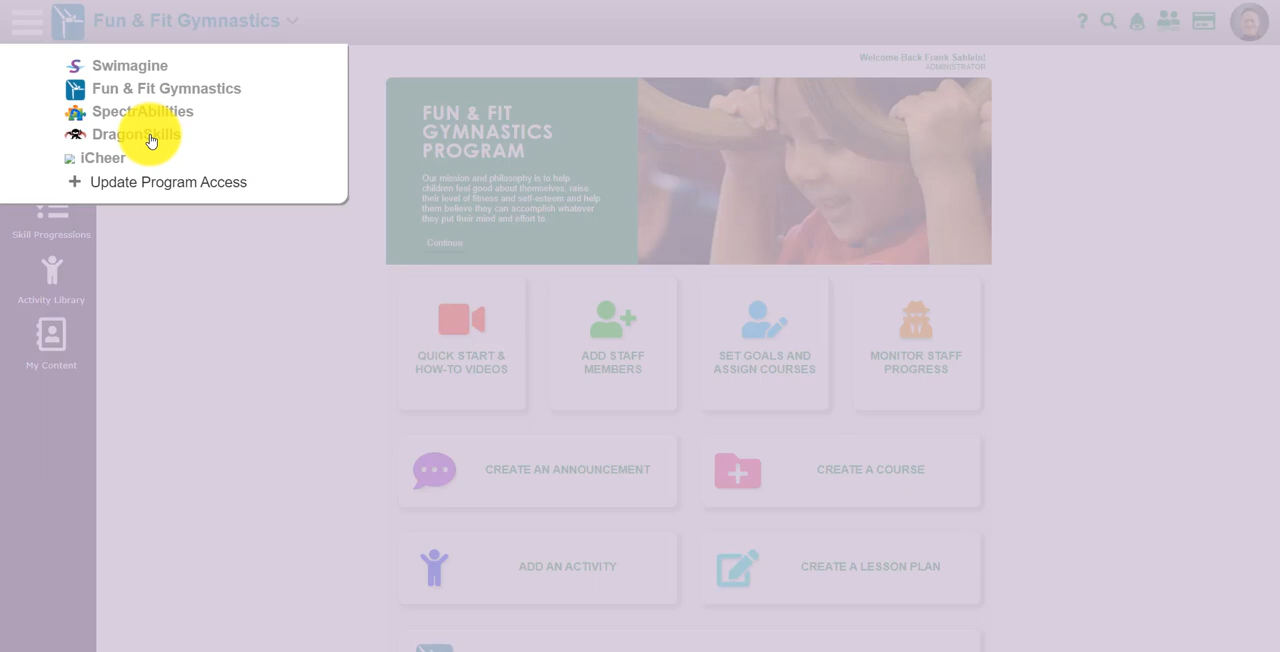 Fun & Fit Gymnastics
?
Swimagine
Fun & Fit Gymnastics
SpectrAbilities
DragonSkills
iCheer
+ Update Program Access
Skill Progressions
Activity Library
My Content
Welcome Back Frank Sahlein!
ADMINISTRATOR
FUN & FIT
GYMNASTICS
PROGRAM
Our mission and philosophy is to help
children feel good about themselves, raise
their level of fitness and self-esteem and help
them believe they can accomplish whatever
they put their mind and effort to.
Continue
QUICK START &
HOW-TO VIDEOS
ADD STAFF
MEMBERS
SET GOALS AND
ASSIGN COURSES
MONITOR STAFF
PROGRESS
CREATE AN ANNOUNCEMENT
CREATE A COURSE
ADD AN ACTIVITY
CREATE A LESSON PLAN